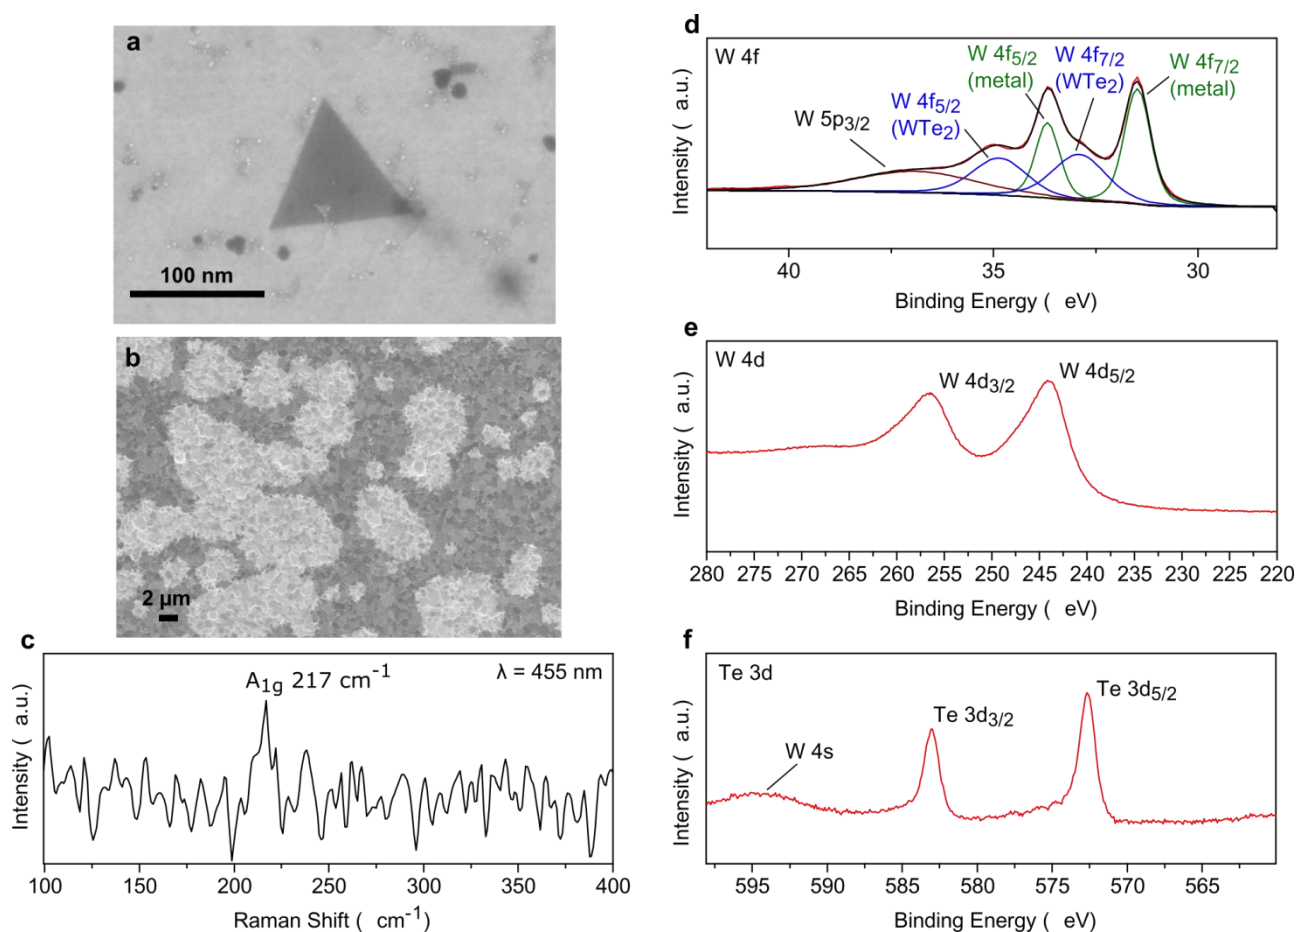 a
100 nm
b
2 µm
c
A1g 217 cm-1
λ = 455 nm
Intensity ( a.u.)
100 150 200 250 300 350 400
Raman Shift ( cm-1)
d
W 4f
W 5p3/2
W 4f5/2
(WTe2)
W 4f5/2
(metal)
W 4f7/2
(WTe2)
W 4f7/2
(metal)
Intensity ( a.u.)
40 35 30
Binding Energy ( eV)
e
W 4d
W 4d3/2
W 4d5/2
Intensity ( a.u.)
280 275 270 265 260 255 250 245 240 235 230 225 220
Binding Energy ( eV)
f
Te 3d
W 4s
Te 3d3/2
Te 3d5/2
Intensity ( a.u.)
595 590 585 580 575 570 565
Binding Energy ( eV)